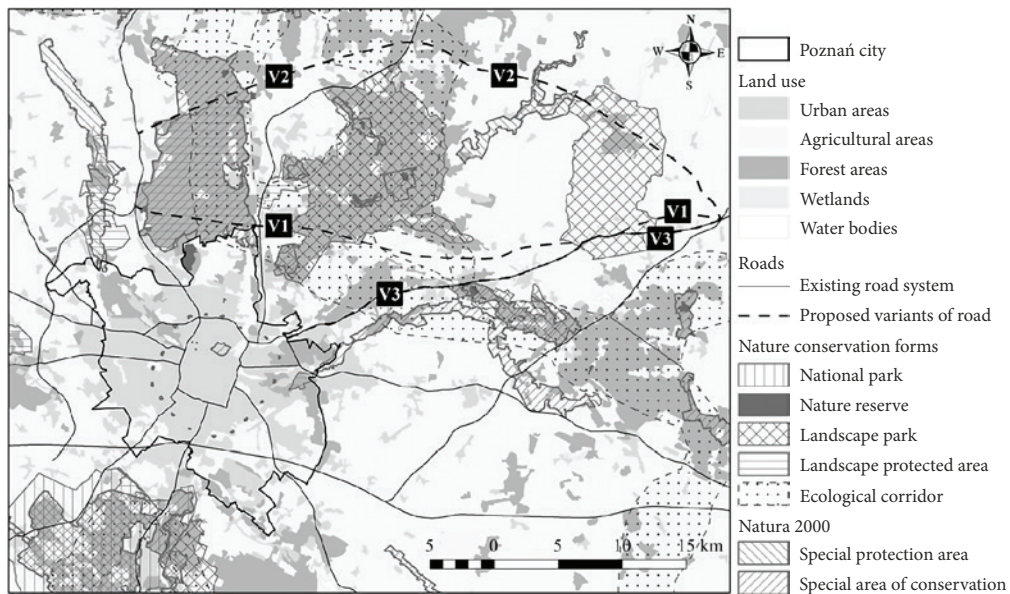 N
W E
S
V2
V2
V1
V1
V3
V3
5 0 5 10 15 km
Poznań city
Land use
Urban areas
Agricultural areas
Forest areas
Wetlands
Water bodies
Roads
Existing road system
Proposed variants of road
Nature conservation forms
National park
Nature reserve
Landscape park
Landscape protected area
Ecological corridor
Natura 2000
Special protection area
Special area of conservation